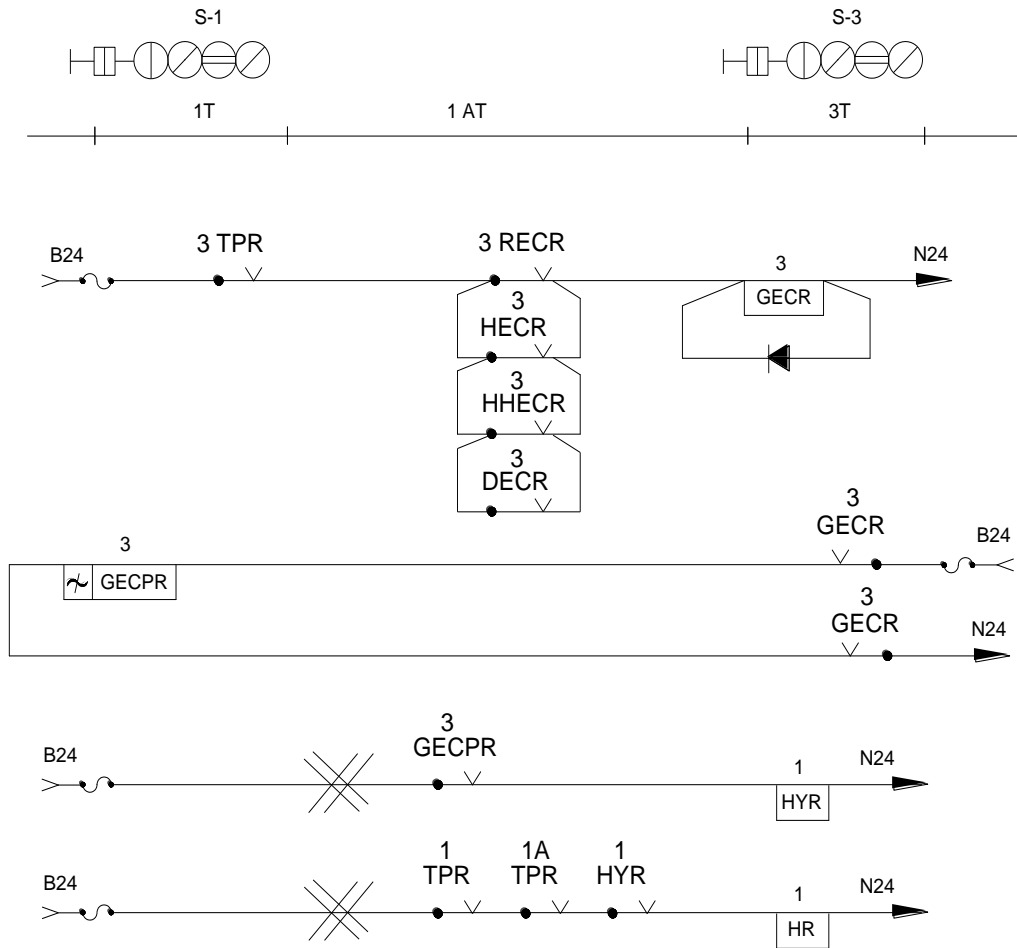 S-1
S-3
1T
1 AT
3T
B24
3 TPR
3 RECR
3
GECR
N24
3
HECR
3
HHECR
3
DECR
3
GECPR
3
GECR
B24
3
GECR
N24
B24
3
GECPR
1
HYR
N24
B24
1
TPR
1A
TPR
1
HYR
1
HR
N24